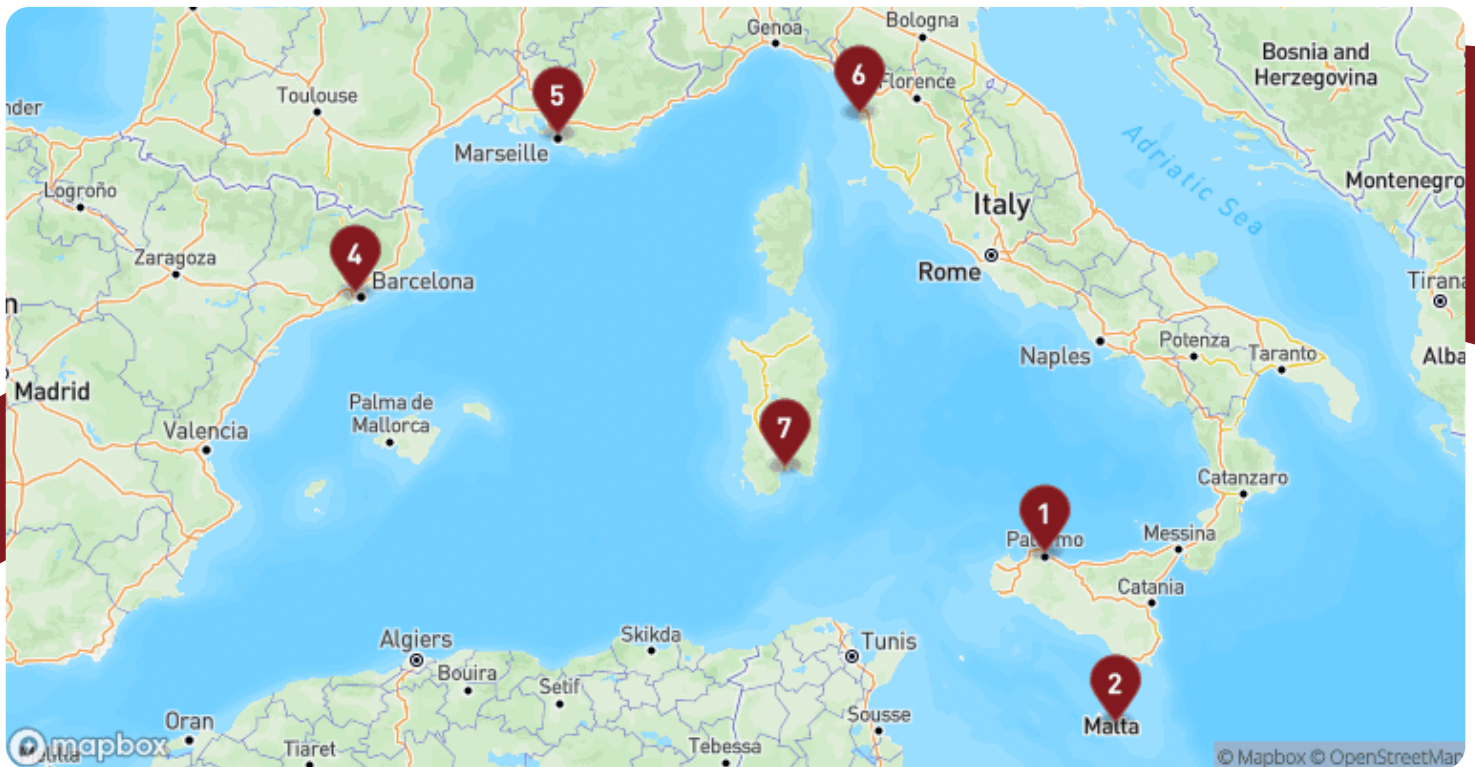 Bologna
Genoa
Bosnia and
Herzegovina
6
Florence
5
Toulouse
nder
Marseille
Adriatic Sea
Montenegro
Logroño
Italy
4
Zaragoza
Rome
Barcelona
Tirana
n
Potenza
Naples
Taranto
Alba
Madrid
Palma de
Mallorca
7
Valencia
Catanzaro
1
Messina
Catania
Skikda
Algiers
Tunis
Bouira
2
Setif
Sousse
Oran
Malta
mapbox
Tiaret
Tebessa
© Mapbox © OpenStreetMap